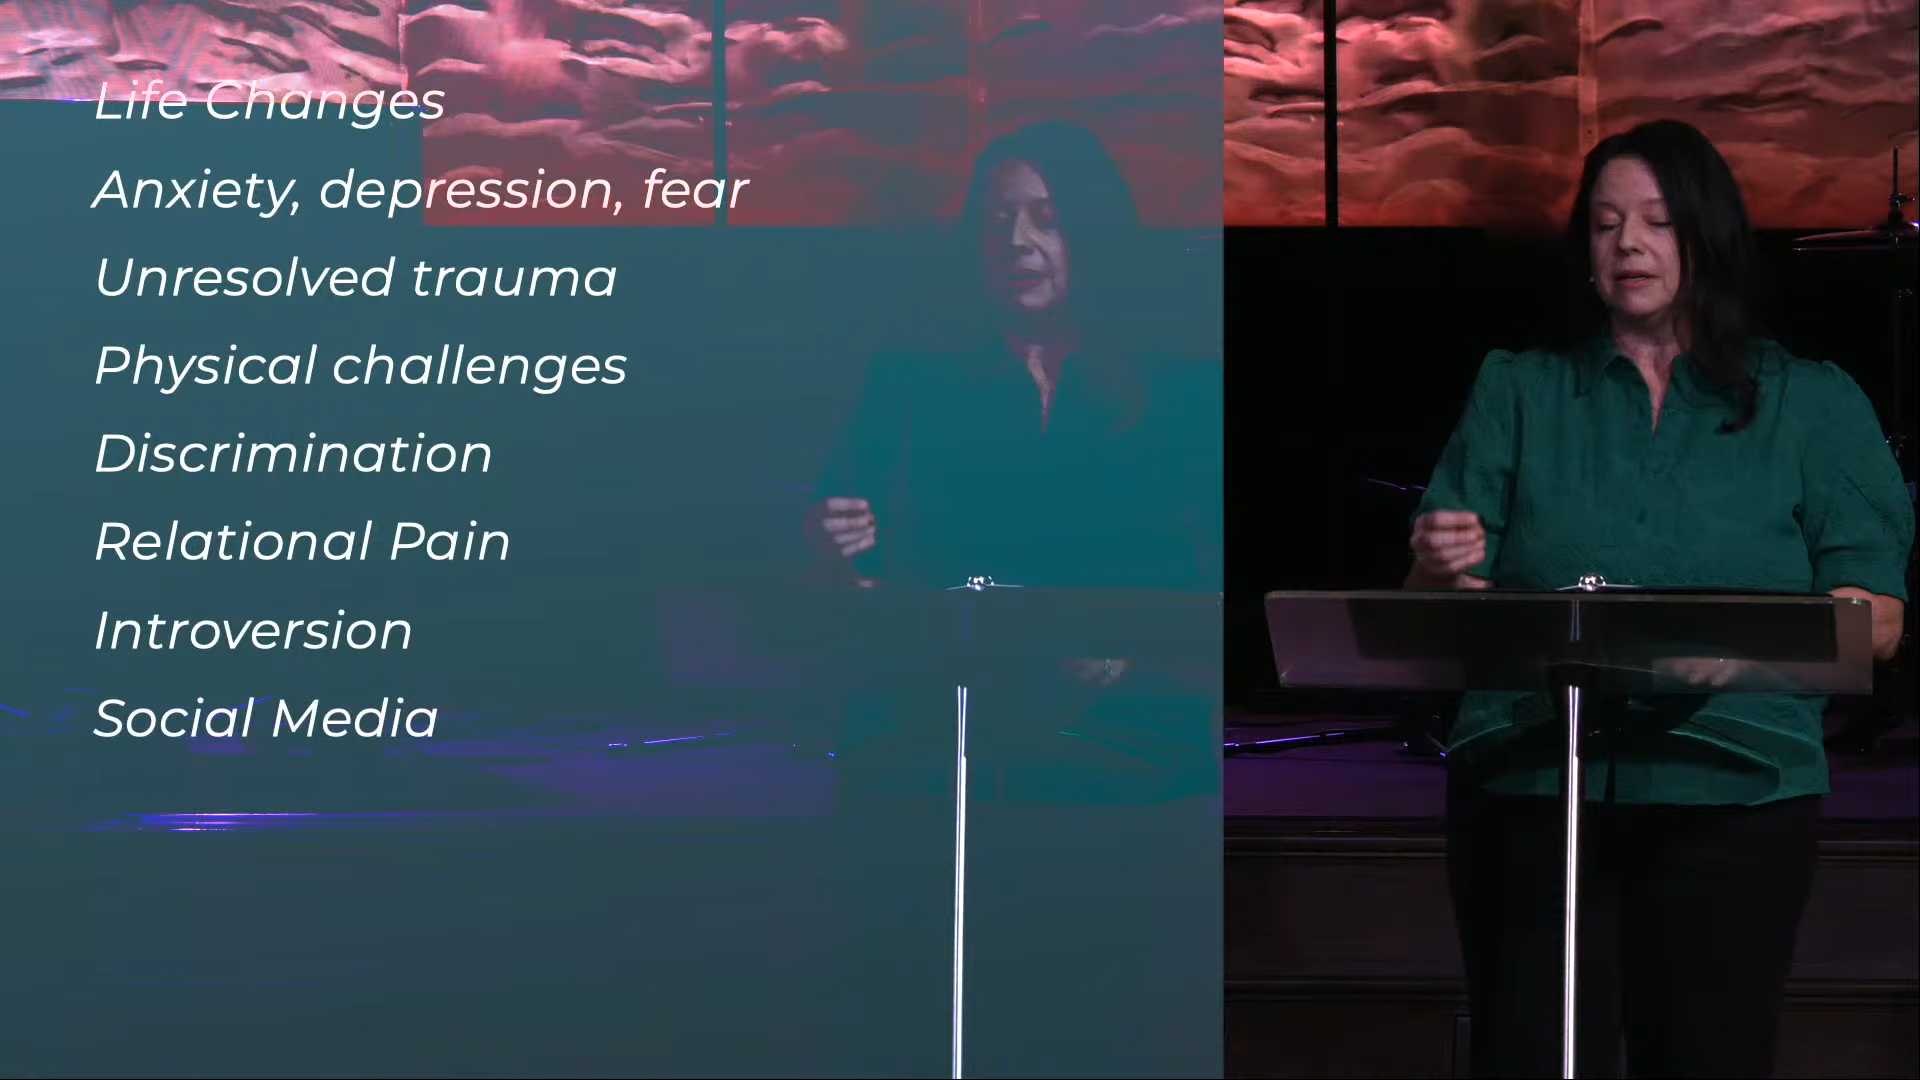 Life Changes
Anxiety, depression, fear
Unresolved trauma
Physical challenges
Discrimination
Relational Pain
Introversion
Social Media